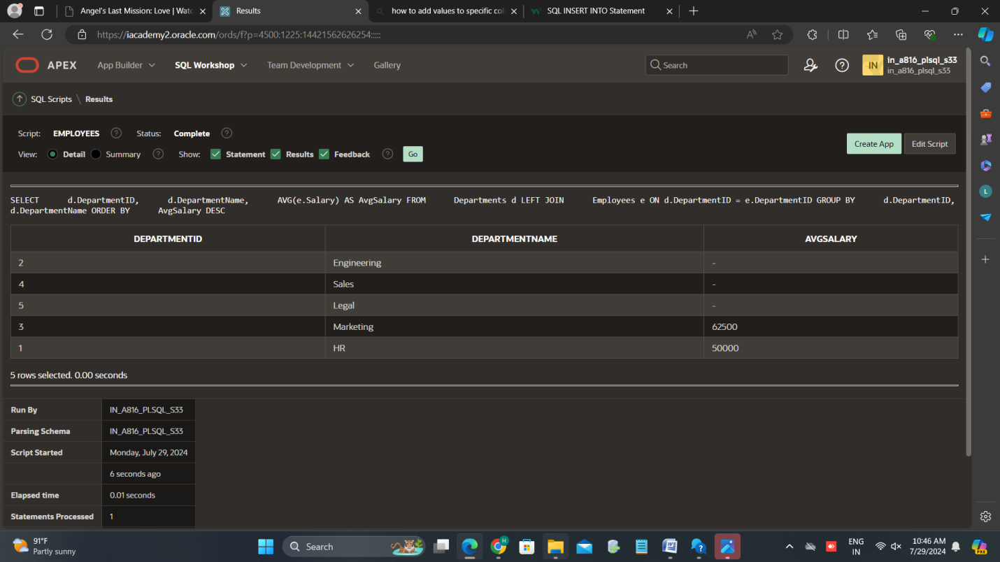 Angel's Last Mission: Love | Watc
Results
how to add values to specific col
SQL INSERT INTO Statement
https://iacademy2.oracle.com/ords/f?p=4500:1225:14421562626254:::::
APEX
App Builder
SQL Workshop
Team Development
Gallery
Search
IN
in_a816_plsql_s33
in_a816_plsql_s33
SQL Scripts \ Results
Script: EMPLOYEES Status: Complete
View: Detail Summary Show: Statement Results Feedback Go
Create App Edit Script
SELECT d.DepartmentID, d.DepartmentName, AVG(e.Salary) AS AvgSalary FROM Departments d LEFT JOIN Employees e ON d.DepartmentID = e.DepartmentID GROUP BY d.DepartmentID,
d.DepartmentName ORDER BY AvgSalary DESC
DEPARTMENTID DEPARTMENTNAME AVGSALARY
2 Engineering -
4 Sales -
5 Legal -
3 Marketing 62500
1 HR 50000
5 rows selected. 0.00 seconds
Run By IN_A816_PLSQL_S33
Parsing Schema IN_A816_PLSQL_S33
Script Started Monday, July 29, 2024
6 seconds ago
Elapsed time 0.01 seconds
Statements Processed 1
L
91°F
Partly sunny
Search
H
ENG
IN
10:46 AM
7/29/2024
PRE